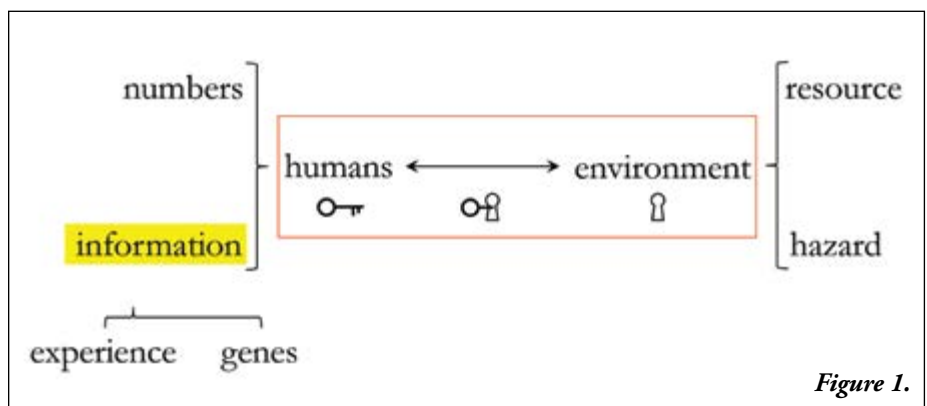 numbers
resource
humans
environment
information
hazard
experience
genes
Figure 1.